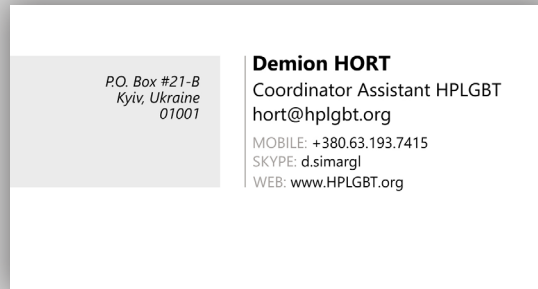 P.O. Box #21-B
Kyiv, Ukraine
01001
Demion HORT
Coordinator Assistant HPLGBT
hort@hplgbt.org
MOBILE: +380.63.193.7415
SKYPE: d.simargl
WEB: www.HPLGBT.org